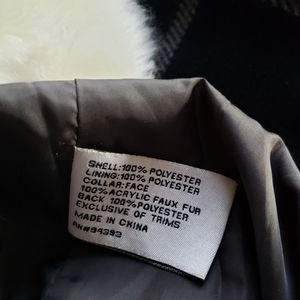 SHELL:100% POLYESTER
LINING:100% POLYESTER
COLLAR:FACE
100%ACRYLIC FAUX FUR
BACK 100%POLYESTER
EXCLUSIVE OF TRIMS
MADE IN CHINA
RN#94393